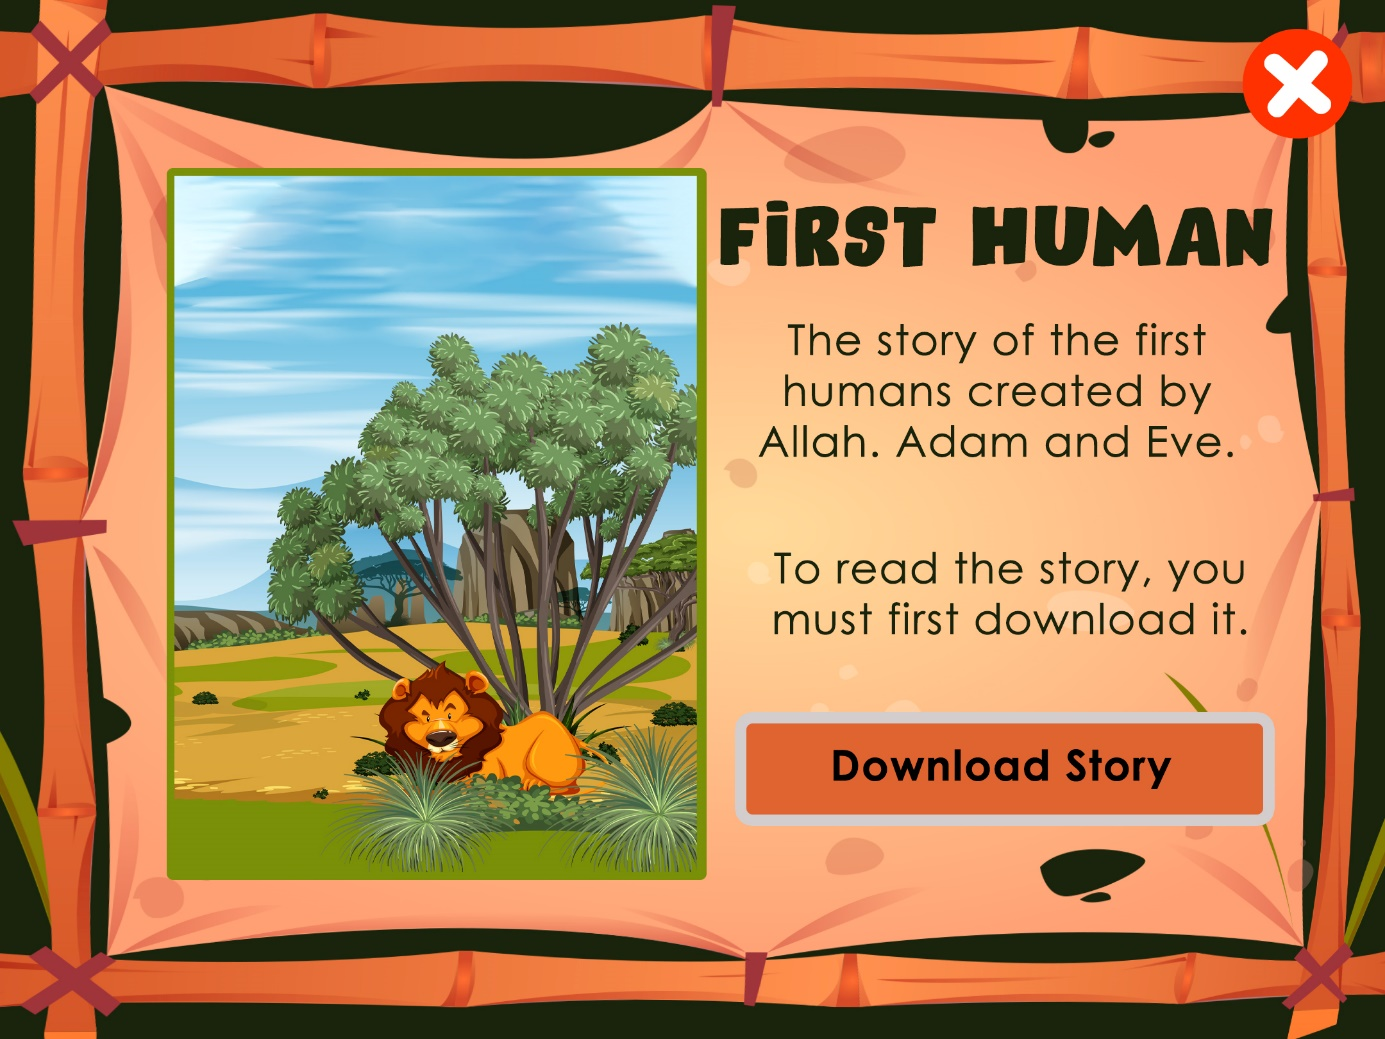 FiRST HUMAN
The story of the first
humans created by
Allah. Adam and Eve.
To read the story, you
must first download it.
Download Story